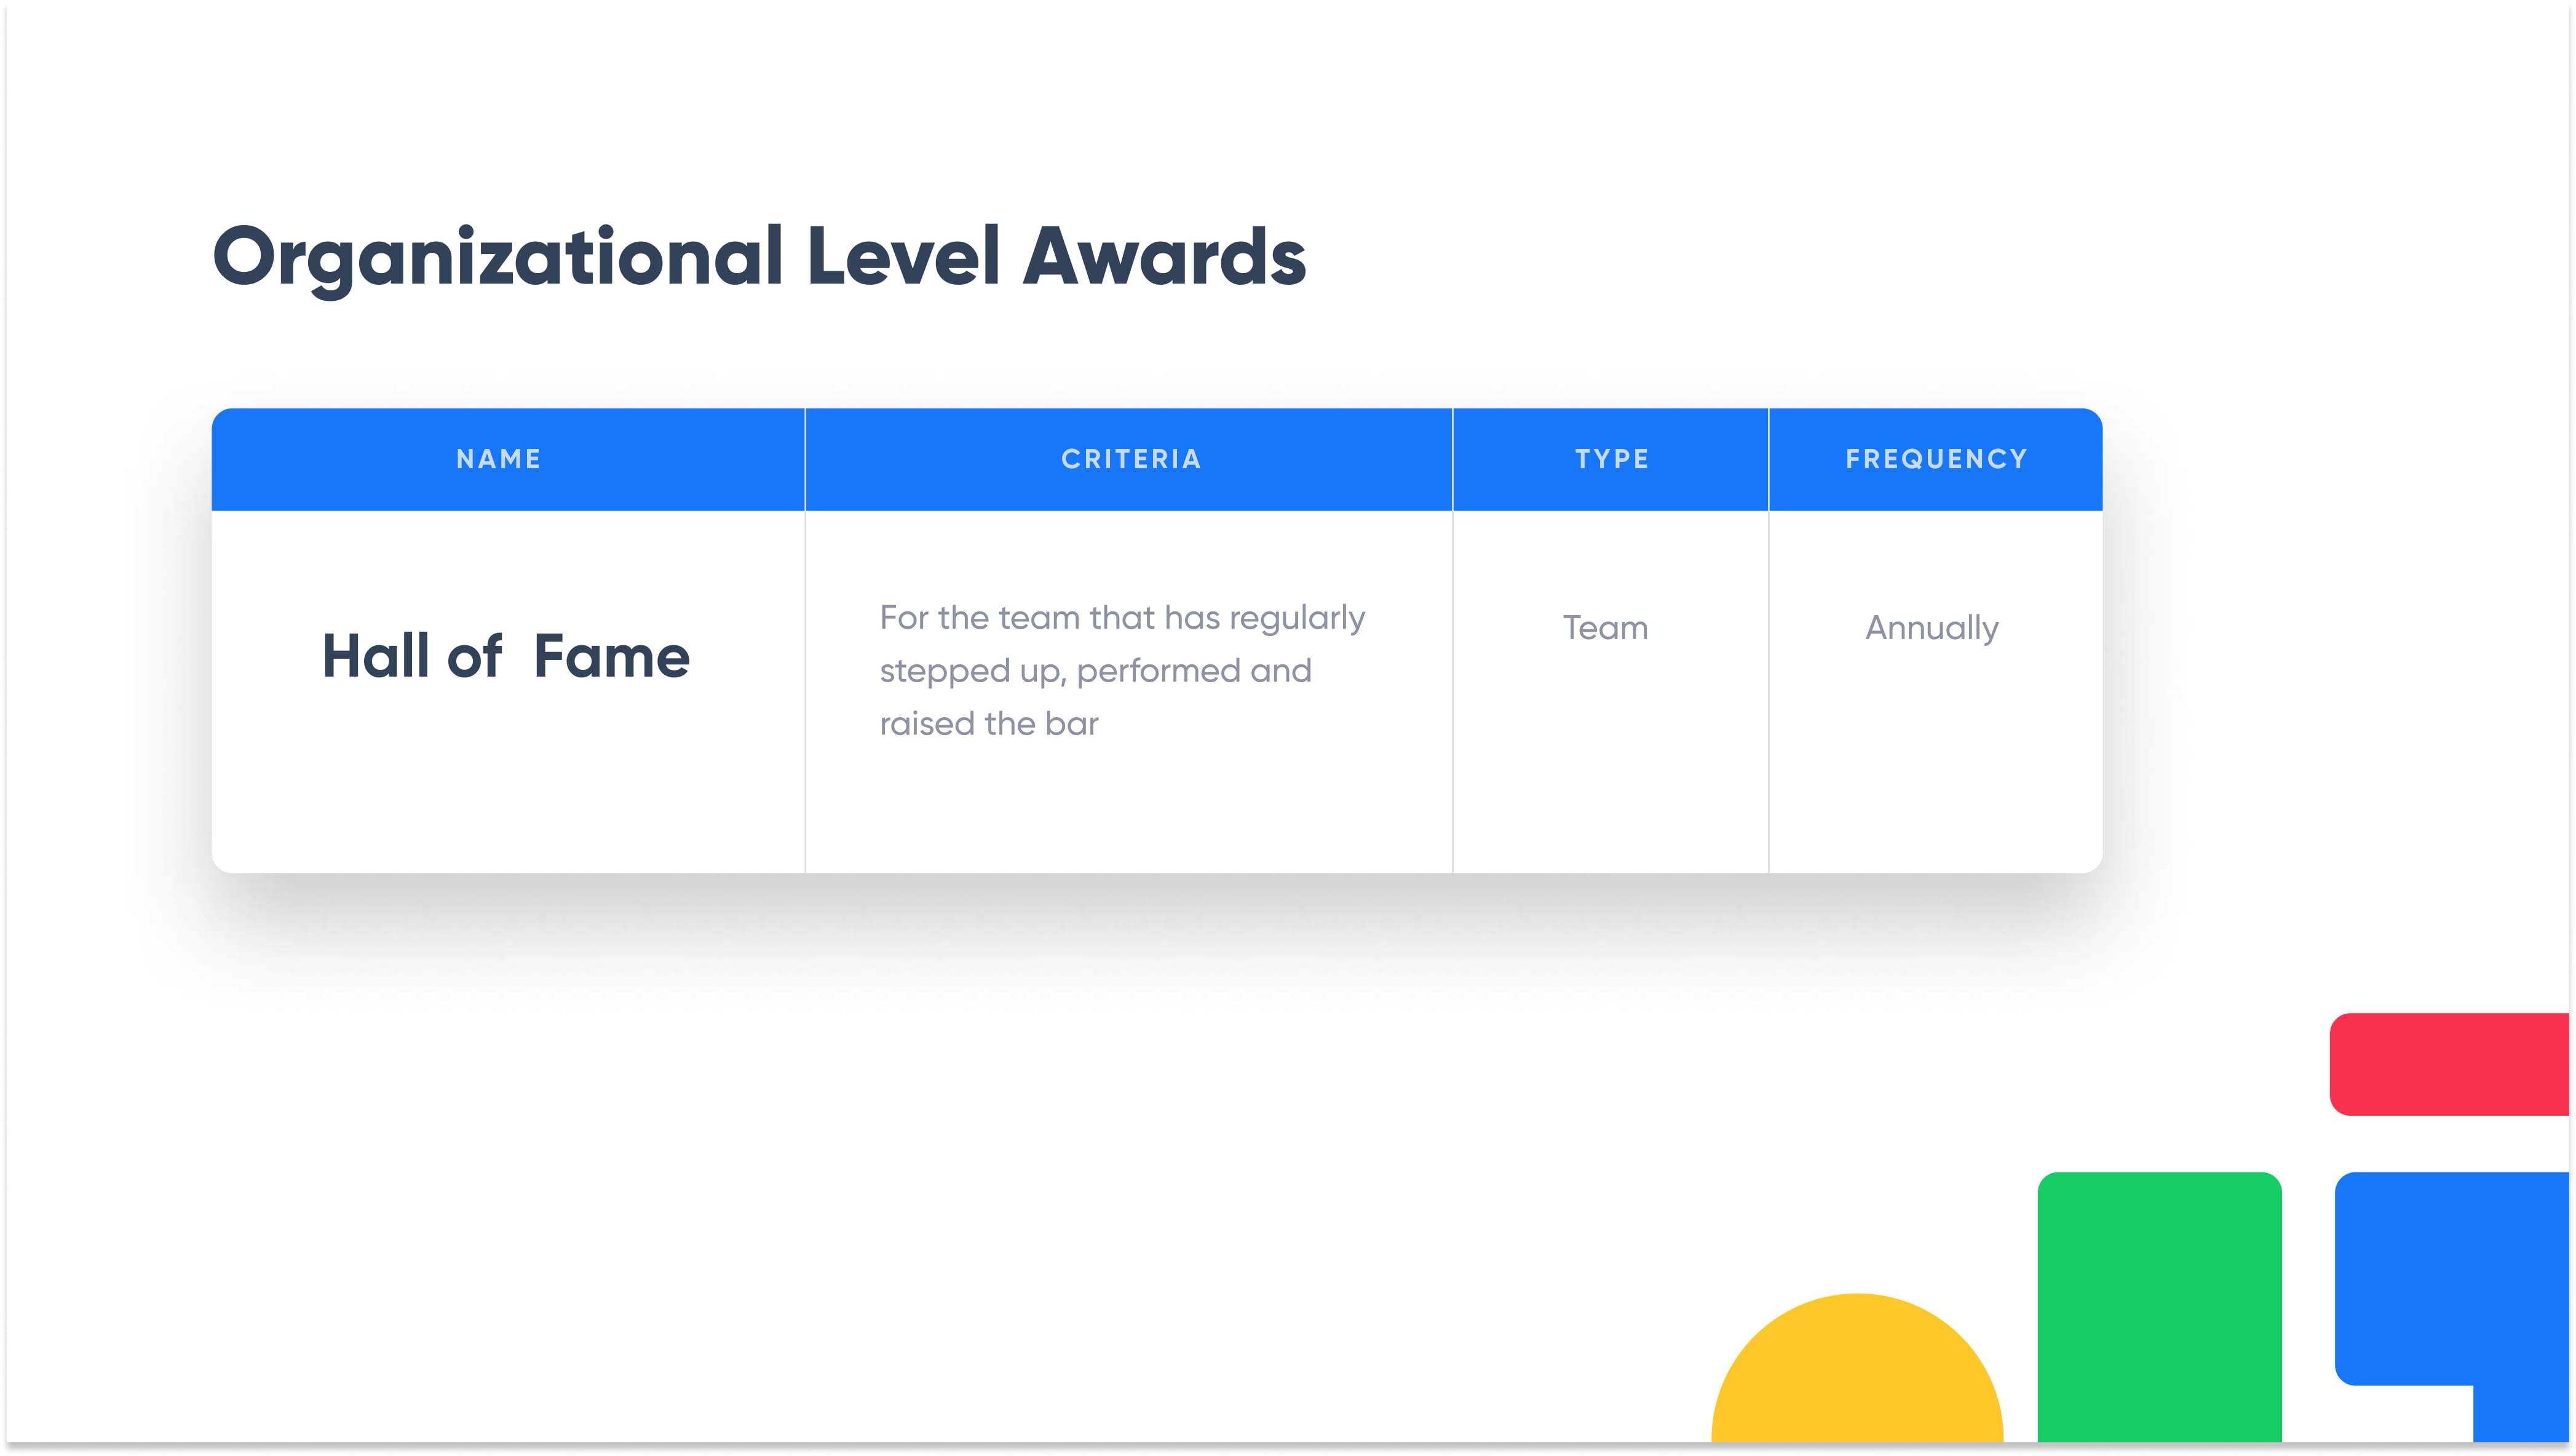 Organizational Level Awards
NAME
CRITERIA
TYPE
FREQUENCY
Hall of  Fame
For the team that has regularly
stepped up, performed and
raised the bar
Team
Annually